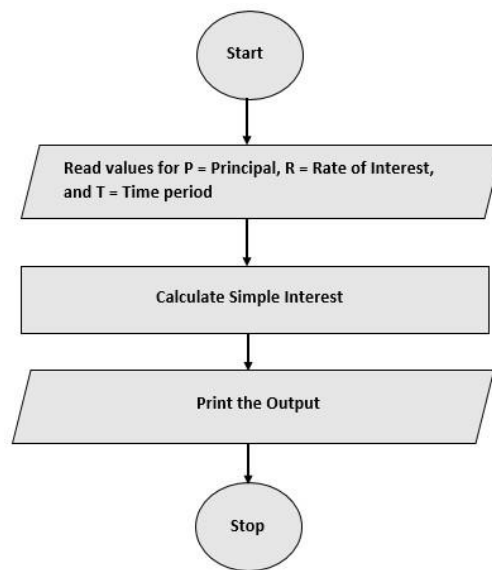 Start
Read values for P = Principal, R = Rate of Interest,
and T = Time period
Calculate Simple Interest
Print the Output
Stop